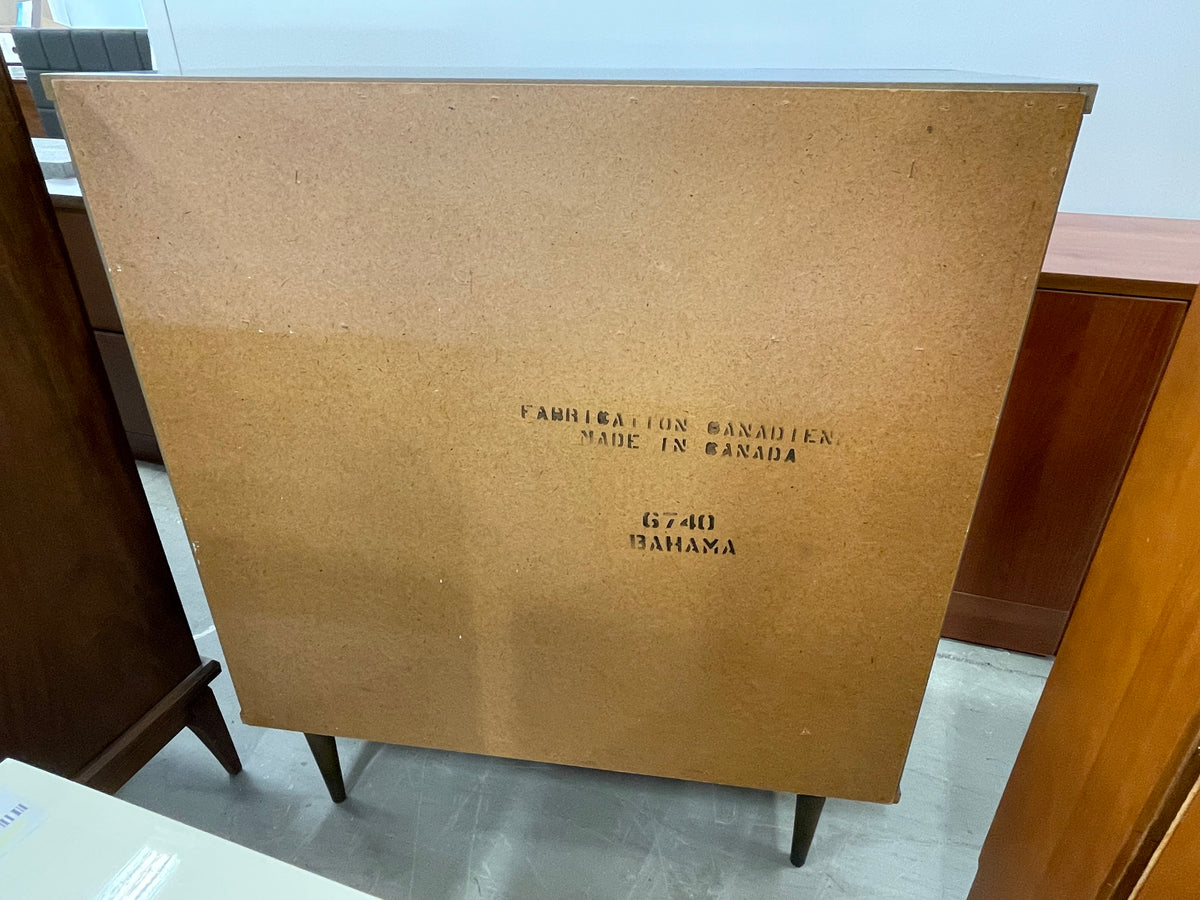 FABRICATION CANADIEN
MADE IN CANADA
6740
BAHAMA